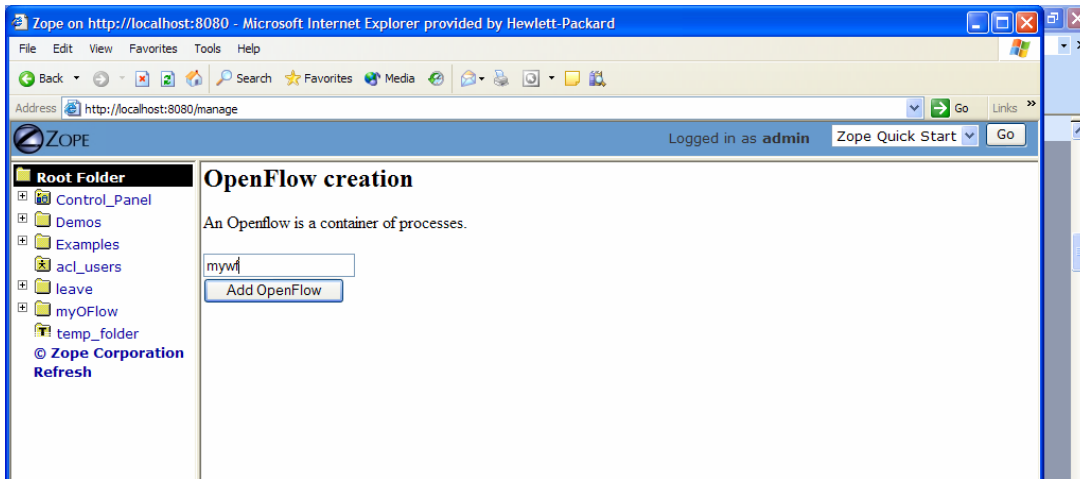 Zope on http://localhost:8080 - Microsoft Internet Explorer provided by Hewlett-Packard
File Edit View Favorites Tools Help
Back Search Favorites Media
Address http://localhost:8080/manage Go Links »
ZOPE Logged in as admin Zope Quick Start Go
Root Folder
Control_Panel
Demos
Examples
acl_users
leave
myOFlow
temp_folder
© Zope Corporation
Refresh
OpenFlow creation
An Openflow is a container of processes.
mywf
Add OpenFlow